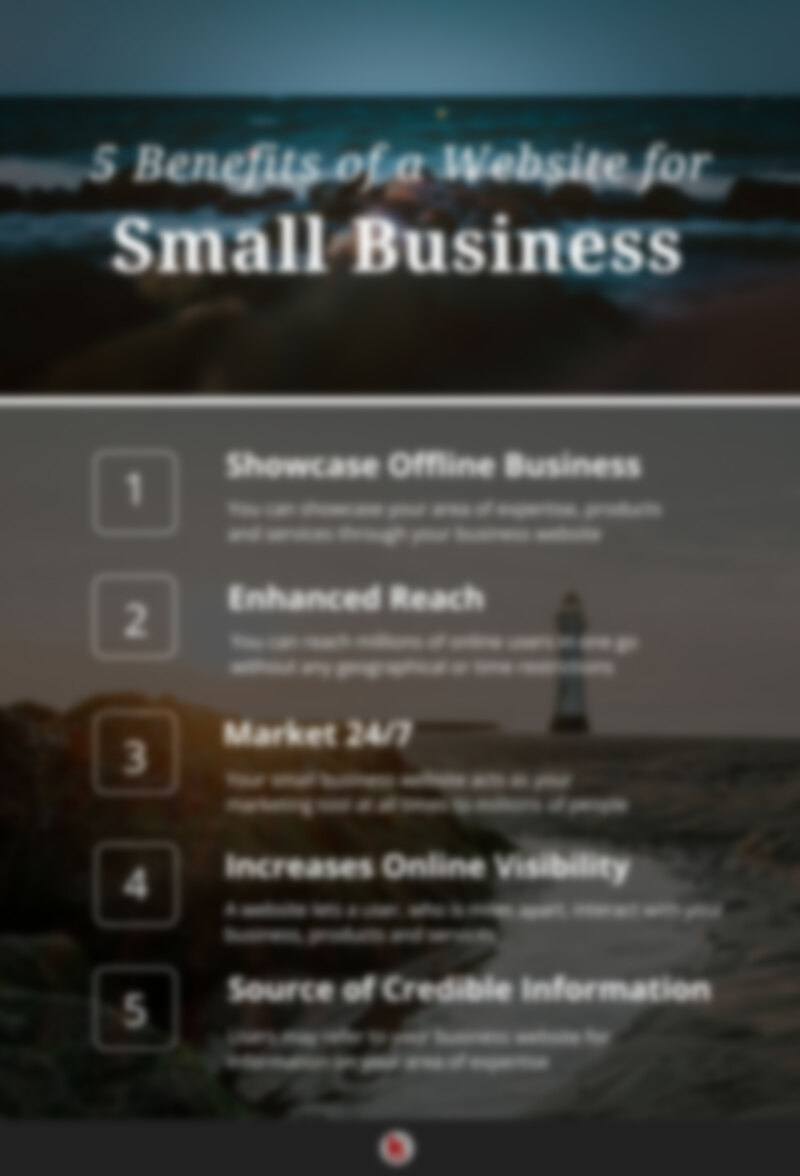 5 Benefits of a Website for
Small Business
1
Showcase Offline Business
You can showcase your area of expertise, products
and services through your business website
2
Enhanced Reach
You can reach millions of online users in one go
without any geographical or time restrictions
3
Market 24/7
Your small business website acts as your
marketing tool at all times to millions of people
4
Increases Online Visibility
A website lets a user, who is miles apart, interact with your
business, products and services
5
Source of Credible Information
Users may refer to your business website for
information on your area of expertise